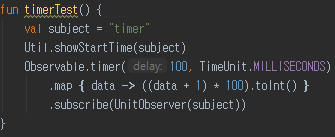 fun timerTest() {
    val subject = "timer"
    Util.showStartTime(subject)
    Observable.timer( delay: 100, TimeUnit.MILLISECONDS)
        .map { data -> ((data + 1) * 100).toInt() }
        .subscribe(UnitObserver(subject))
}